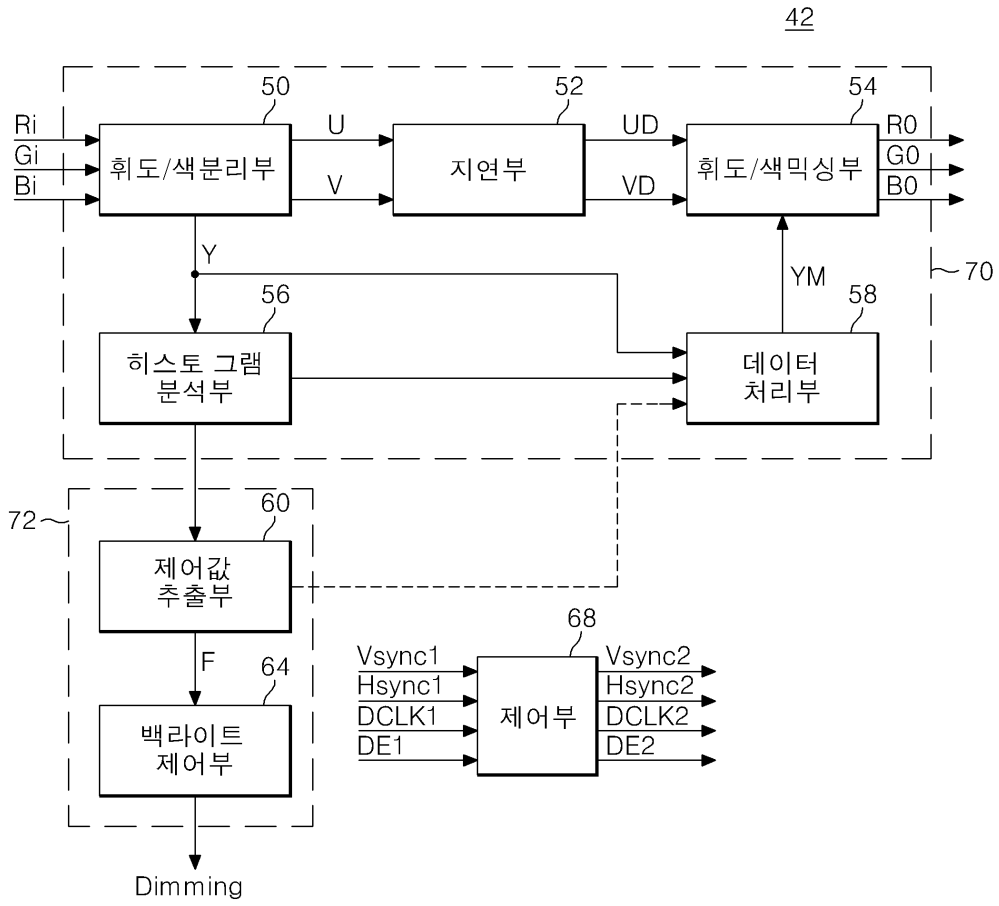 42
50
52
54
Ri
Gi
Bi
휘도/색분리부
U
V
지연부
UD
VD
휘도/색믹싱부
R0
G0
B0
Y
YM
70
56
58
히스토 그램
분석부
데이터
처리부
72
60
제어값
추출부
F
64
백라이트
제어부
Dimming
68
Vsync1
Hsync1
DCLK1
DE1
제어부
Vsync2
Hsync2
DCLK2
DE2